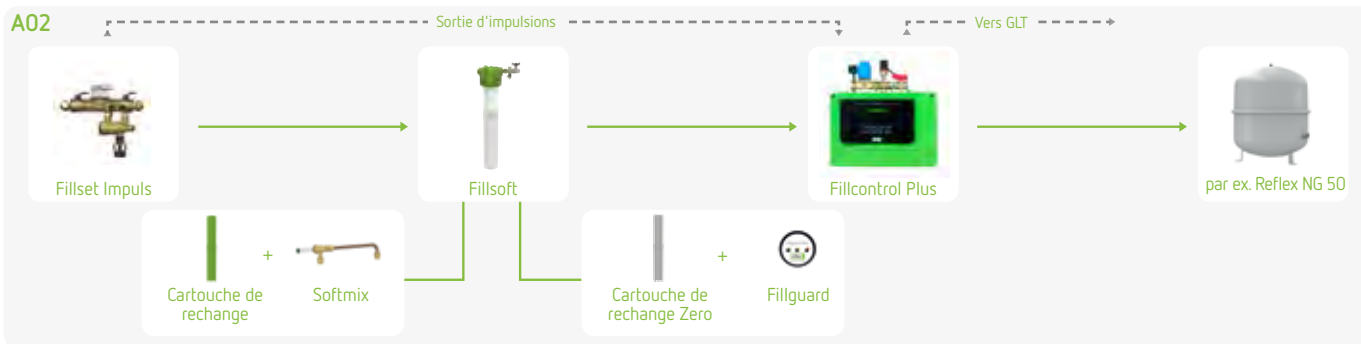 A02
Sortie d'impulsions
Vers GLT
Fillset Impuls
Fillsoft
Fillcontrol Plus
par ex. Reflex NG 50
+
Cartouche de
rechange
Softmix
+
Cartouche de
rechange Zero
Fillguard